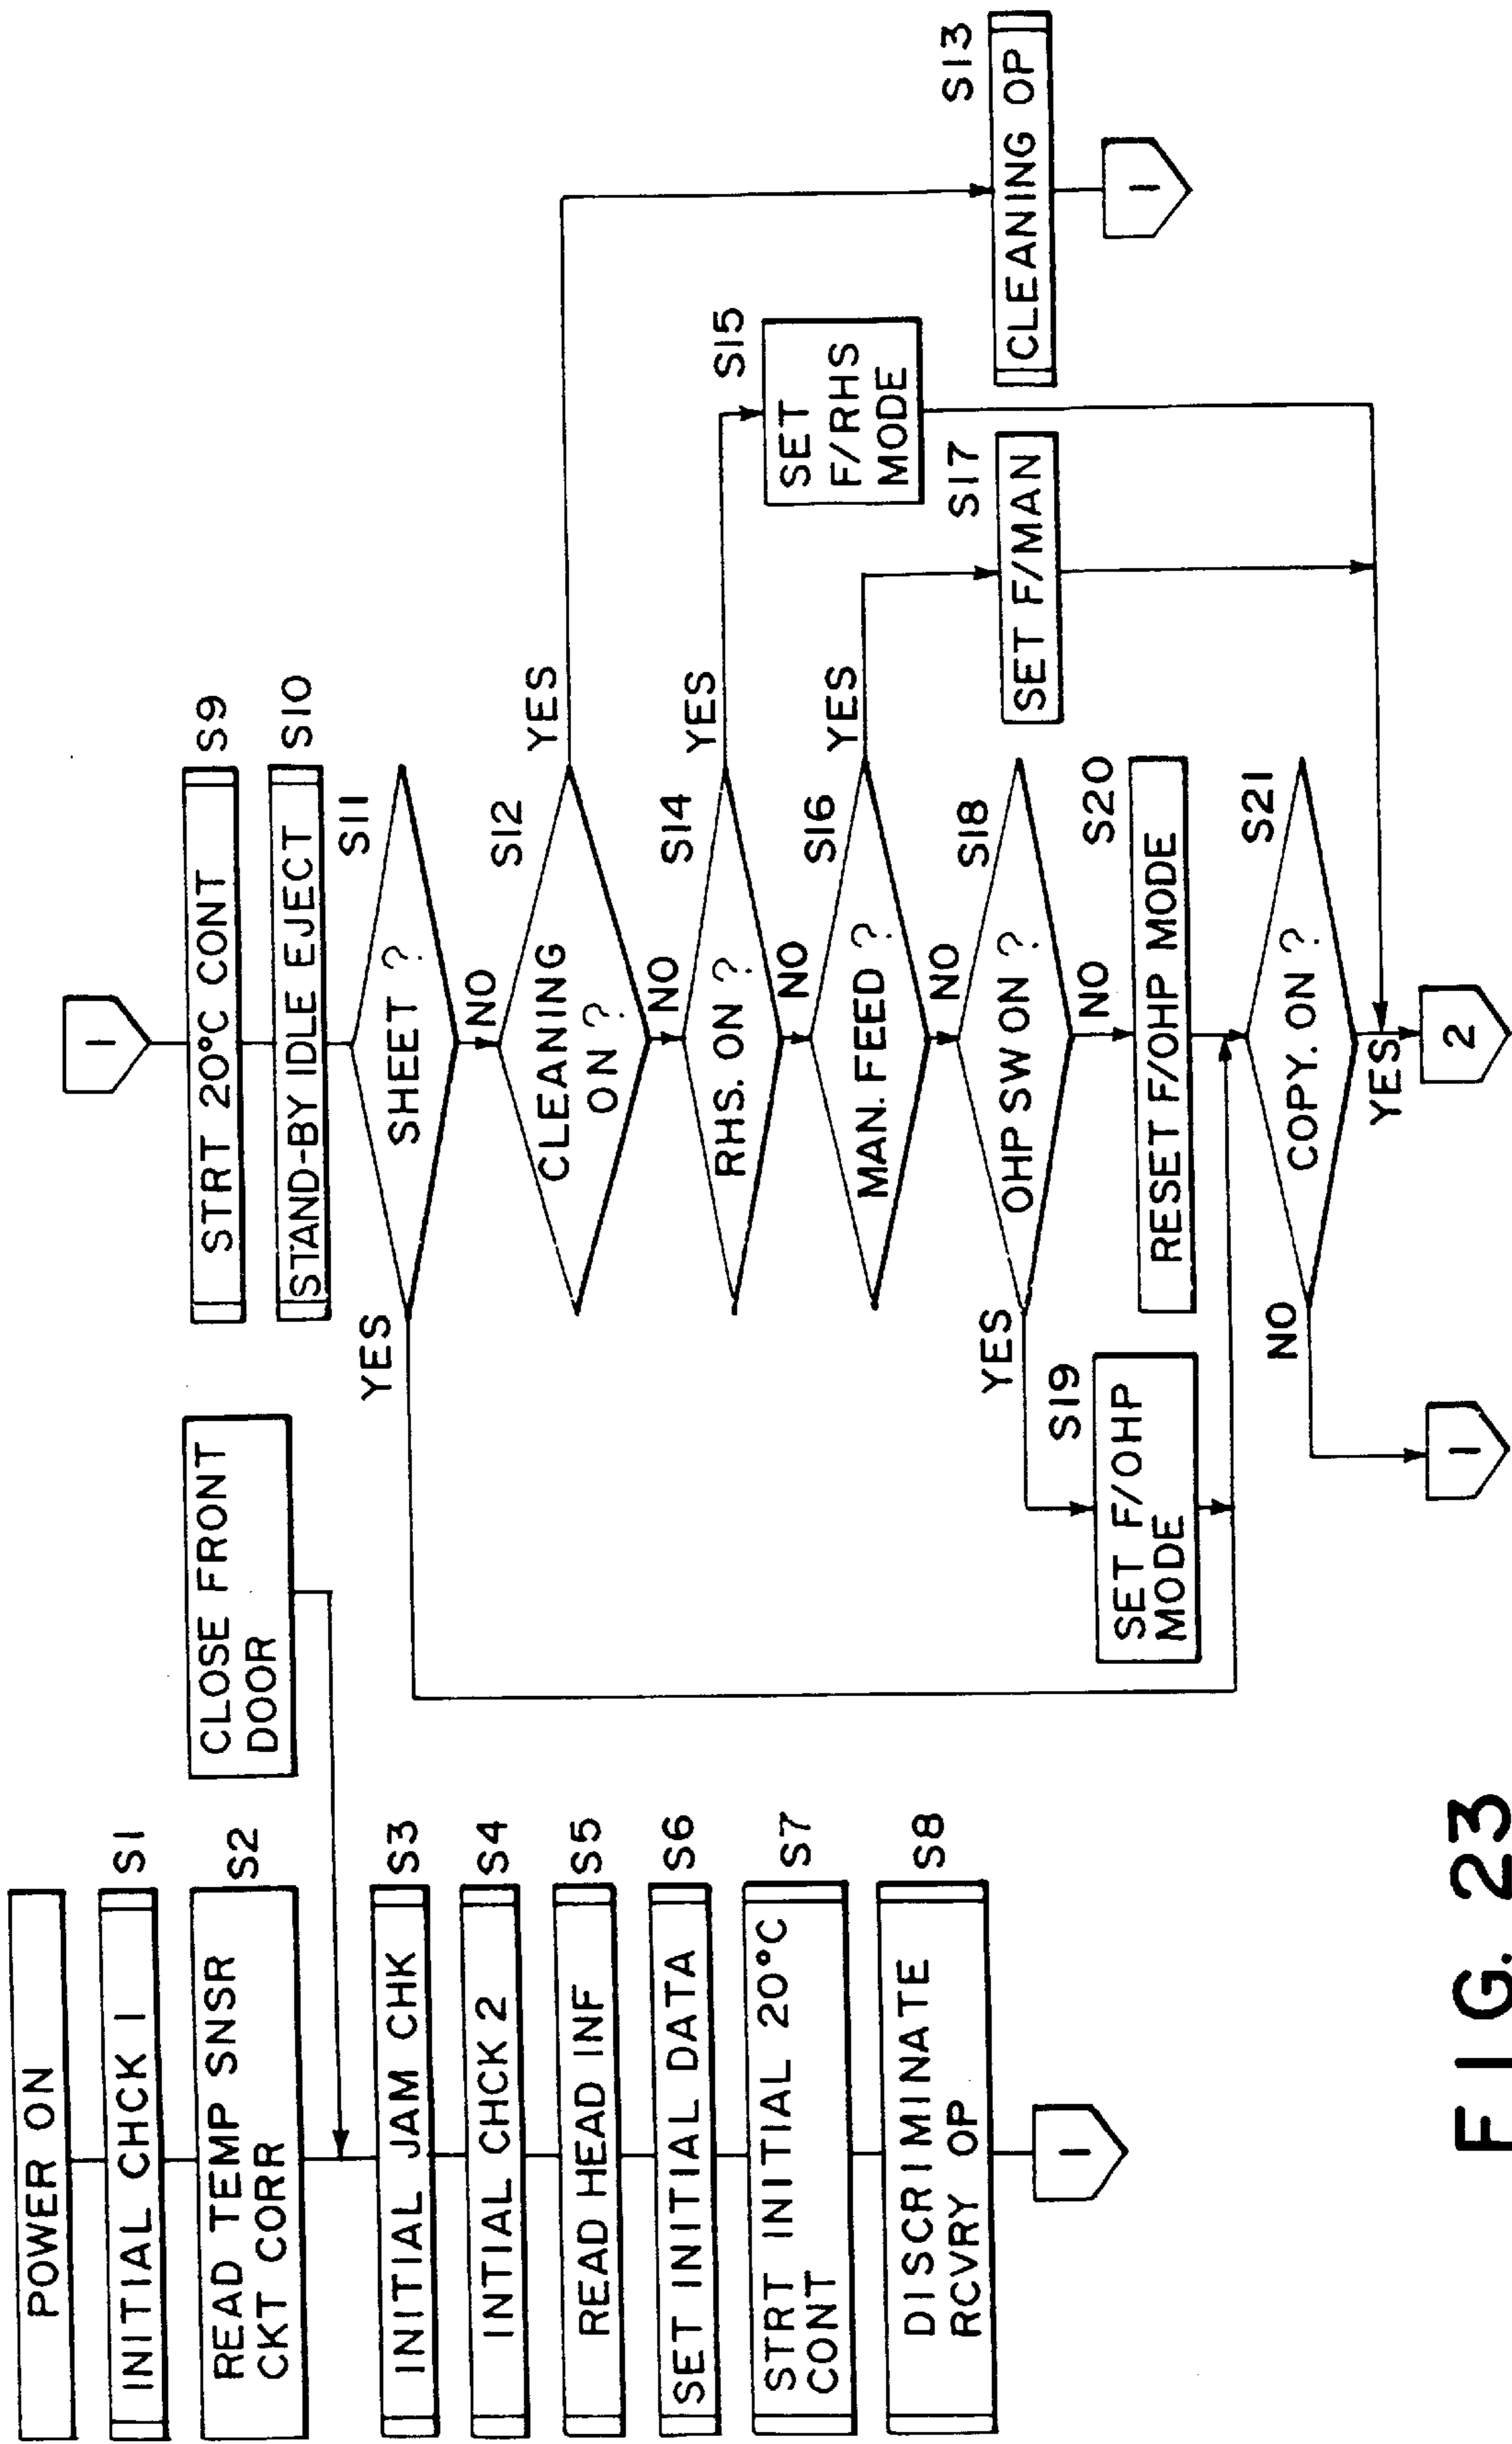 POWER ON
INITIAL CHCK 1
S1
READ TEMP SNSR
CKT CORR
S2
CLOSE FRONT
DOOR
INITIAL JAM CHK
S3
INTIAL CHCK 2
S4
READ HEAD INF
S5
SET INITIAL DATA
S6
STRT INITIAL 20°C
CONT
S7
DISCRIMINATE
RCVRY OP
S8
1
1
STRT 20°C CONT
S9
STAND-BY IDLE EJECT
S10
SHEET ?
S11
YES
NO
CLEANING
ON ?
S12
YES
NO
CLEANING OP
S13
1
RHS. ON ?
S14
YES
NO
SET
F/RHS
MODE
S15
MAN. FEED ?
S16
YES
NO
SET F/MAN
S17
OHP SW ON ?
S18
YES
NO
SET F/OHP
MODE
S19
RESET F/OHP MODE
S20
COPY. ON ?
S21
NO
YES
1
2
FIG. 23